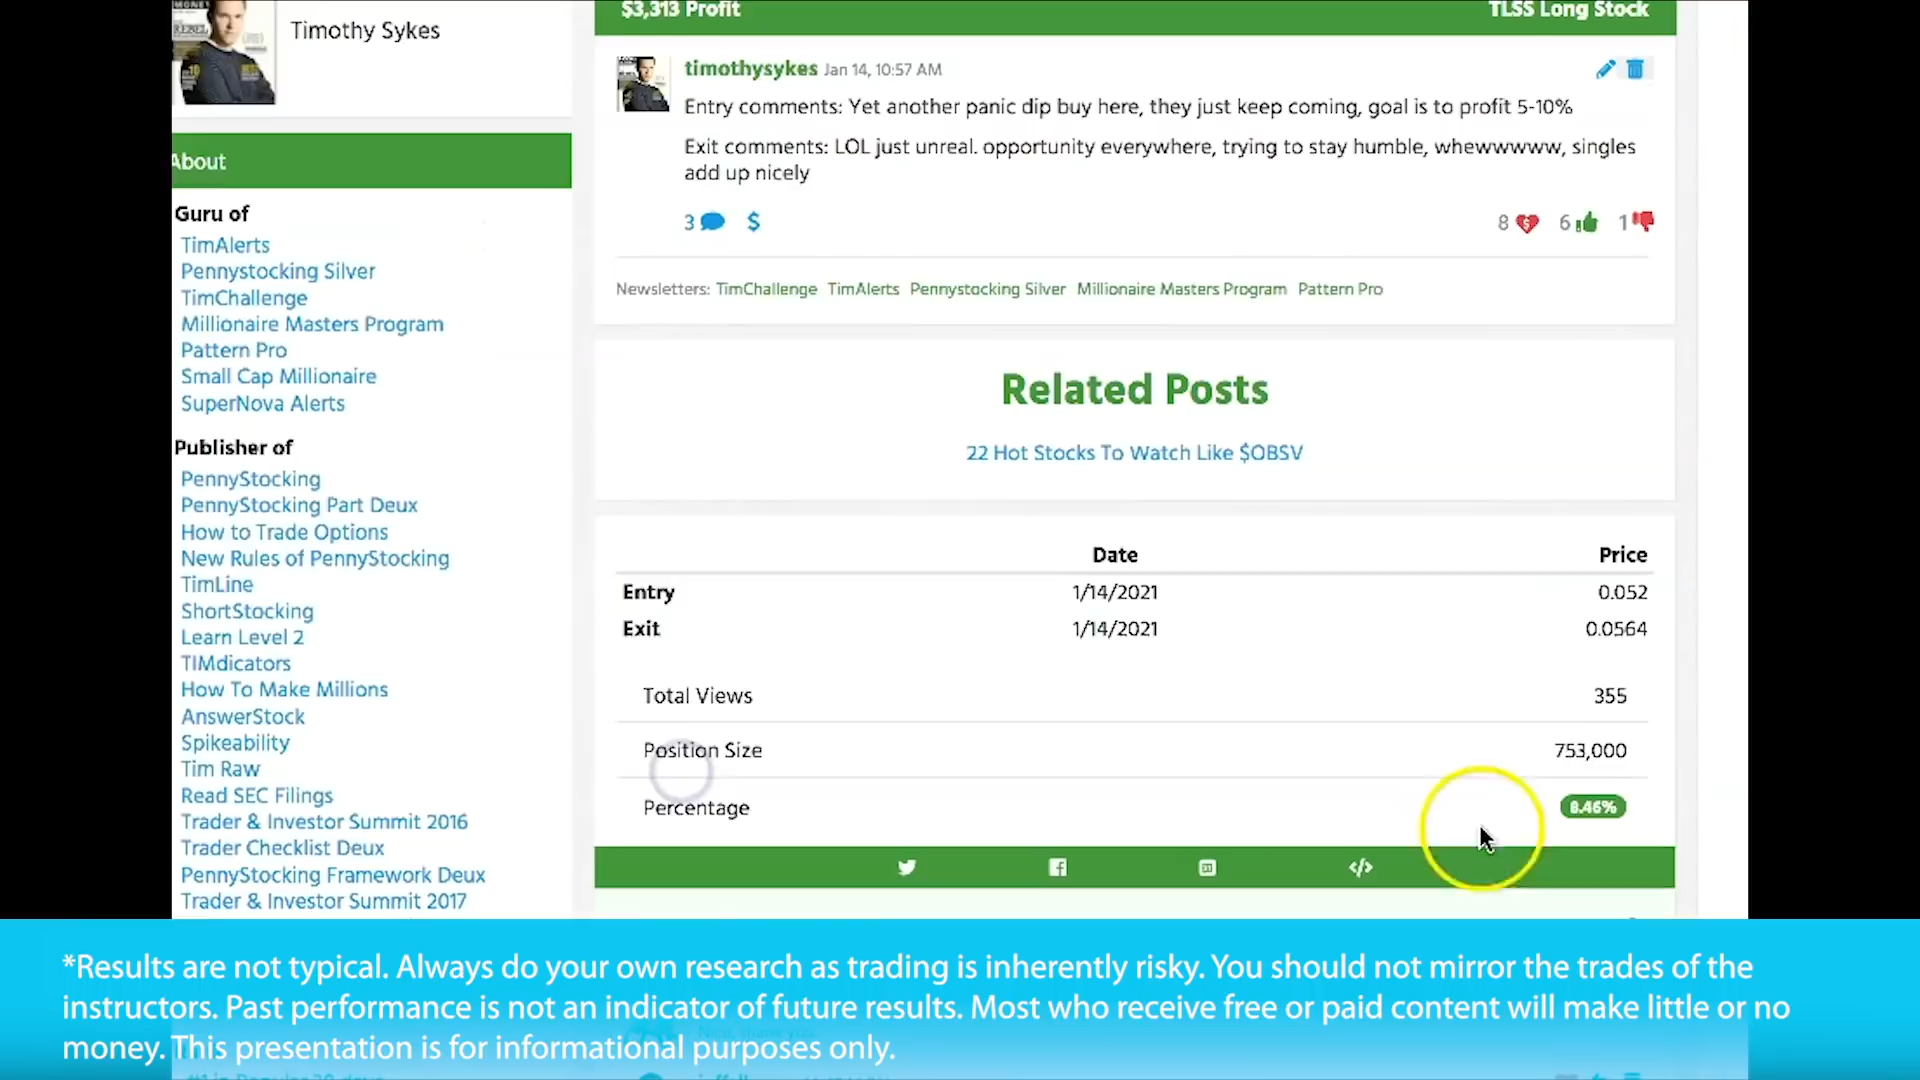 Timothy Sykes
About
Guru of
TimAlerts
Pennystocking Silver
TimChallenge
Millionaire Masters Program
Pattern Pro
Small Cap Millionaire
SuperNova Alerts
Publisher of
PennyStocking
PennyStocking Part Deux
How to Trade Options
New Rules of PennyStocking
TimLine
ShortStocking
Learn Level 2
TIMdicators
How To Make Millions
AnswerStock
Spikeability
Tim Raw
Read SEC Filings
Trader & Investor Summit 2016
Trader Checklist Deux
PennyStocking Framework Deux
Trader & Investor Summit 2017
$3,313 Profit TLSS Long Stock
timothysykes Jan 14, 10:57 AM
Entry comments: Yet another panic dip buy here, they just keep coming, goal is to profit 5-10%
Exit comments: LOL just unreal. opportunity everywhere, trying to stay humble, whewwwww, singles
add up nicely
3 $ 8 6 1
Newsletters: TimChallenge TimAlerts Pennystocking Silver Millionaire Masters Program Pattern Pro
Related Posts
22 Hot Stocks To Watch Like $OBSV
Date Price
Entry 1/14/2021 0.052
Exit 1/14/2021 0.0564
Total Views 355
Position Size 753,000
Percentage 8.46%
*Results are not typical. Always do your own research as trading is inherently risky. You should not mirror the trades of the
instructors. Past performance is not an indicator of future results. Most who receive free or paid content will make little or no
money. This presentation is for informational purposes only.